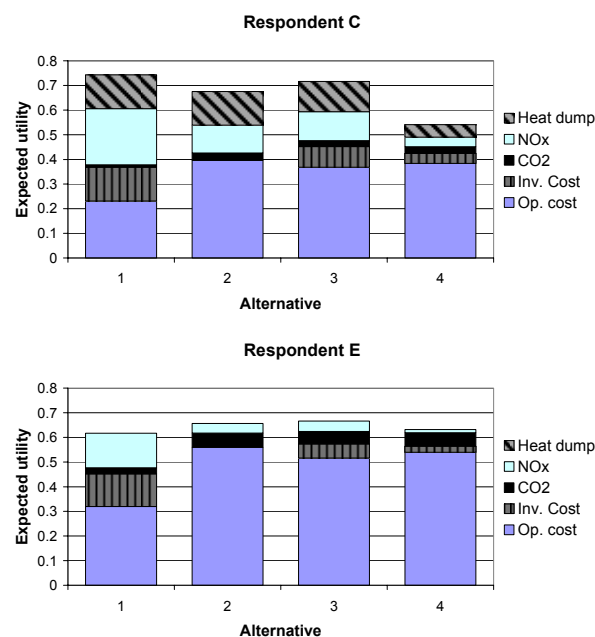 Respondent C
Expected utility
0.8
0.7
0.6
0.5
0.4
0.3
0.2
0.1
0
1 2 3 4
Alternative
Heat dump
NOx
CO2
Inv. Cost
Op. cost
Respondent E
Expected utility
0.8
0.7
0.6
0.5
0.4
0.3
0.2
0.1
0
1 2 3 4
Alternative
Heat dump
NOx
CO2
Inv. Cost
Op. cost